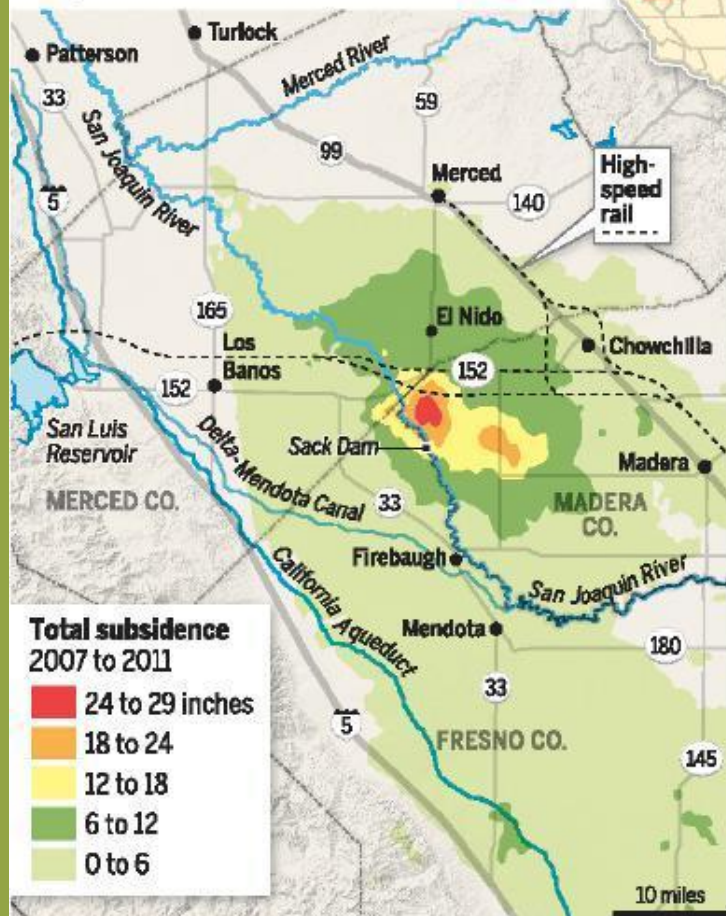 Turlock
Patterson
Merced River
33
59
San Joaquin River
99
Merced
High-
speed
rail
5
140
165
El Nido
Los
Banos
Chowchilla
152
152
San Luis
Reservoir
Sack Dam
Delta-Mendota Canal
Madera
MERCED CO.
33
MADERA
CO.
Firebaugh
California Aqueduct
San Joaquin River
Total subsidence
2007 to 2011
Mendota
180
24 to 29 inches
33
18 to 24
5
FRESNO CO.
12 to 18
145
6 to 12
0 to 6
10 miles